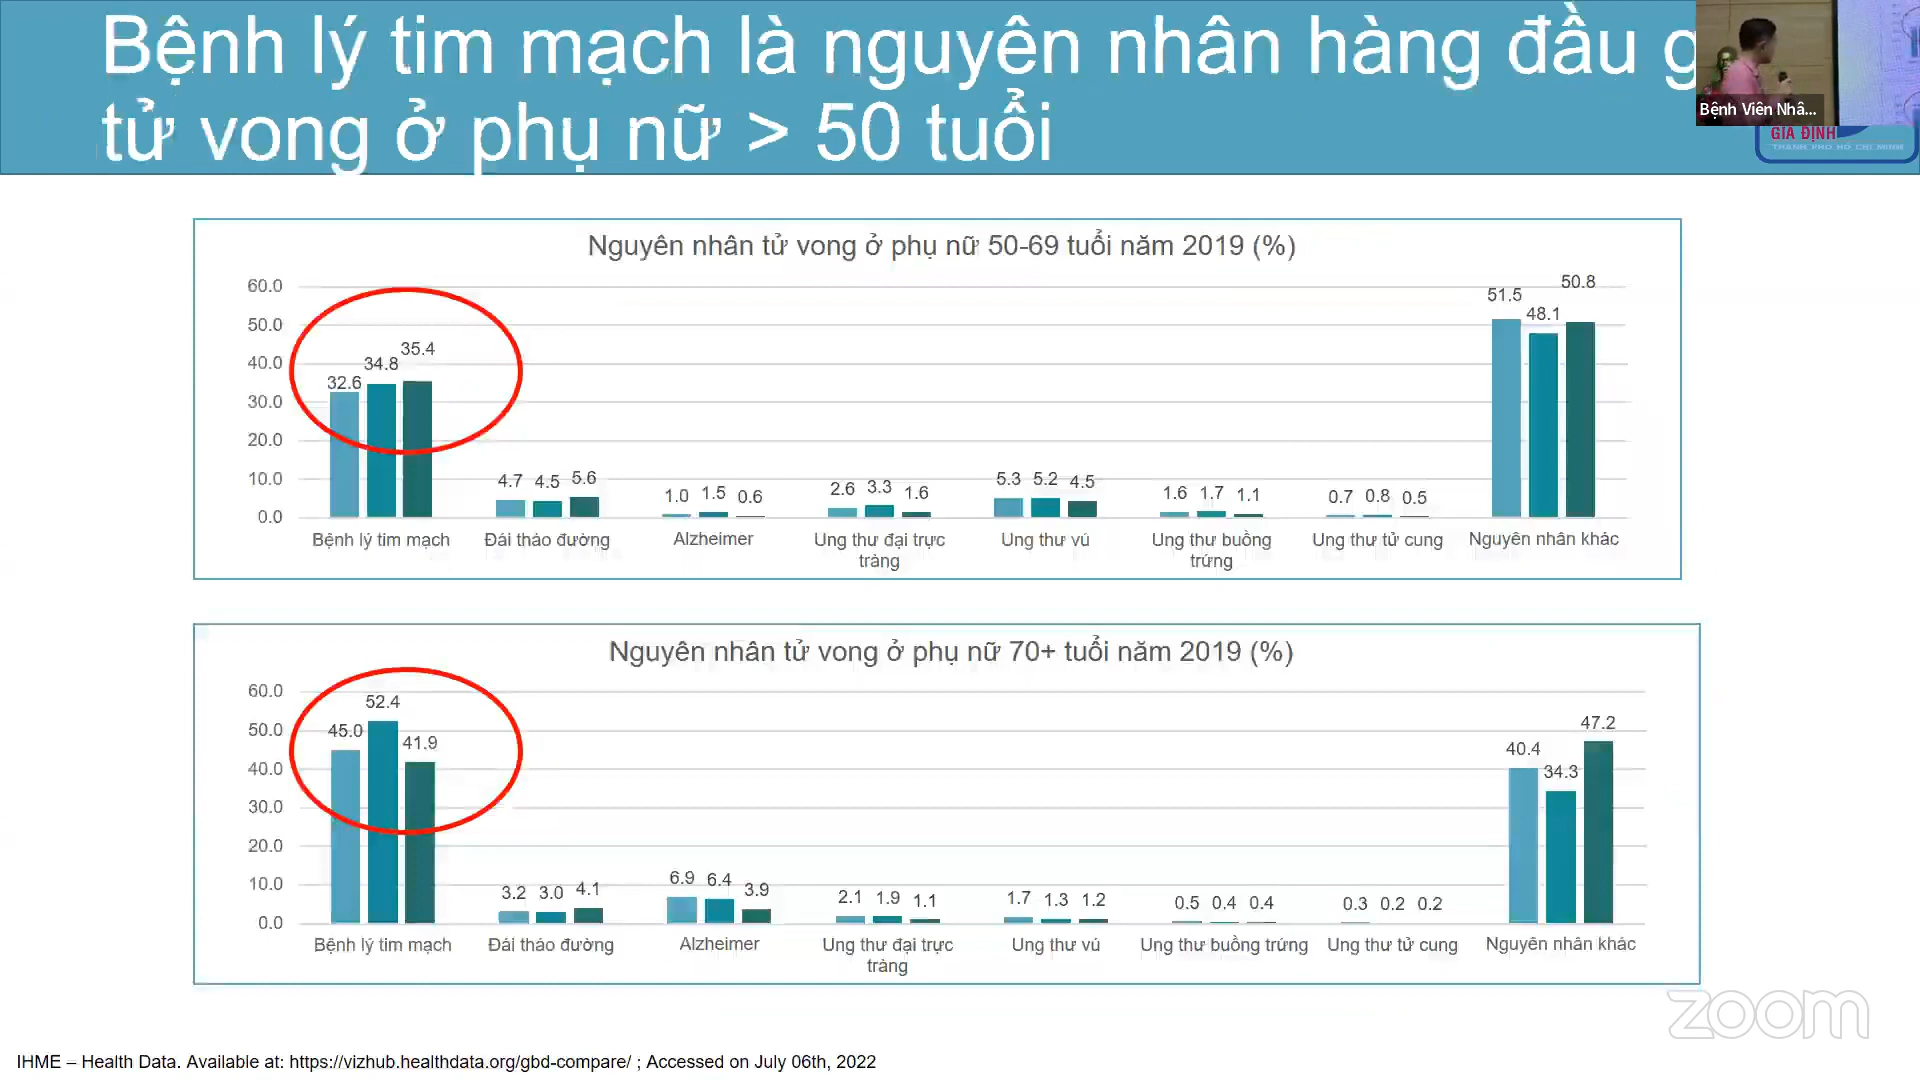 Bệnh lý tim mạch là nguyên nhân hàng đầu g
tử vong ở phụ nữ > 50 tuổi
Bệnh Viên Nhâ...
GIA ĐỊNH
THÀNH PHỐ HỒ CHÍ MINH
Nguyên nhân tử vong ở phụ nữ 50-69 tuổi năm 2019 (%)
60.0
50.0
40.0
30.0
20.0
10.0
0.0
32.6 34.8 35.4
4.7 4.5 5.6
1.0 1.5 0.6
2.6 3.3 1.6
5.3 5.2 4.5
1.6 1.7 1.1
0.7 0.8 0.5
51.5 48.1 50.8
Bệnh lý tim mạch
Đái tháo đường
Alzheimer
Ung thư đại trực
tràng
Ung thư vú
Ung thư buồng
trứng
Ung thư tử cung
Nguyên nhân khác
Nguyên nhân tử vong ở phụ nữ 70+ tuổi năm 2019 (%)
60.0
50.0
40.0
30.0
20.0
10.0
0.0
45.0 52.4 41.9
3.2 3.0 4.1
6.9 6.4 3.9
2.1 1.9 1.1
1.7 1.3 1.2
0.5 0.4 0.4
0.3 0.2 0.2
40.4 34.3 47.2
Bệnh lý tim mạch
Đái tháo đường
Alzheimer
Ung thư đại trực
tràng
Ung thư vú
Ung thư buồng trứng
Ung thư tử cung
Nguyên nhân khác
zoom
IHME – Health Data. Available at: https://vizhub.healthdata.org/gbd-compare/ ; Accessed on July 06th, 2022